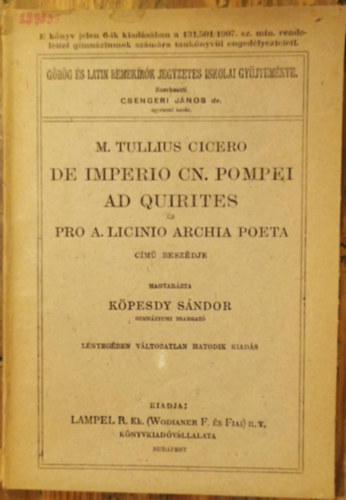 E könyv jelen 6-ik kiadásában a 131,501/1907. sz. min. rende-
lettel gimnáziumok számára tankönyvül engedélyeztetett.
GÖRÖG ÉS LATIN REMEKÍRÓK JEGYZETES ISKOLAI GYŰJTEMÉNYE.
Szerkeszti
CSENGERI JÁNOS dr.
egyetemi tanár.
M. TULLIUS CICERO
DE IMPERIO CN. POMPEI
AD QUIRITES
ÉS
PRO A. LICINIO ARCHIA POETA
CÍMŰ BESZÉDJE
MAGYARÁZTA
KÖPESDY SÁNDOR
GIMNÁZIUMI IGAZGATÓ
LÉNYEGÉBEN VÁLTOZATLAN HATODIK KIADÁS
KIADJA:
LAMPEL R. Kk. (WODIANER F. ÉS FIAI) R. T.
KÖNYVKIADÓVÁLLALATA
BUDAPEST